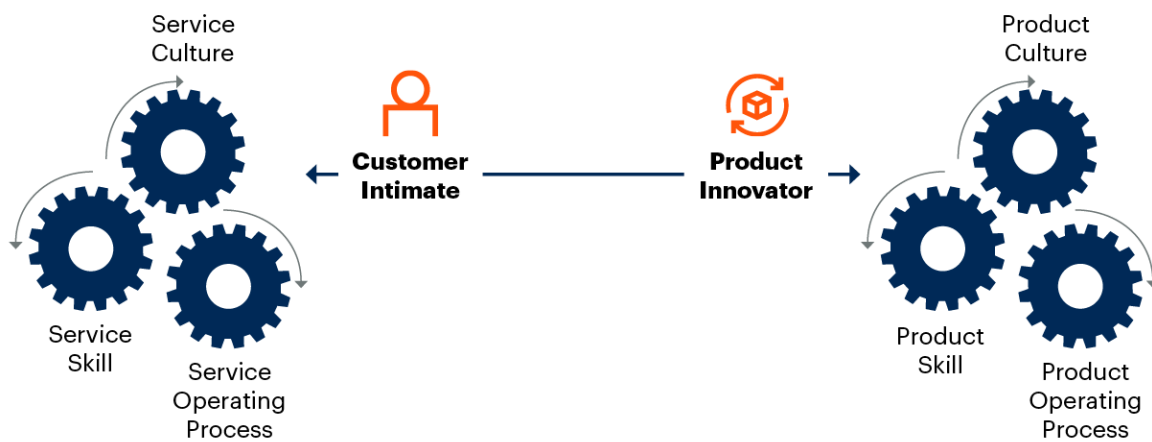 Service
Culture
Service
Skill
Service
Operating
Process
Customer
Intimate
Product
Innovator
Product
Culture
Product
Skill
Product
Operating
Process